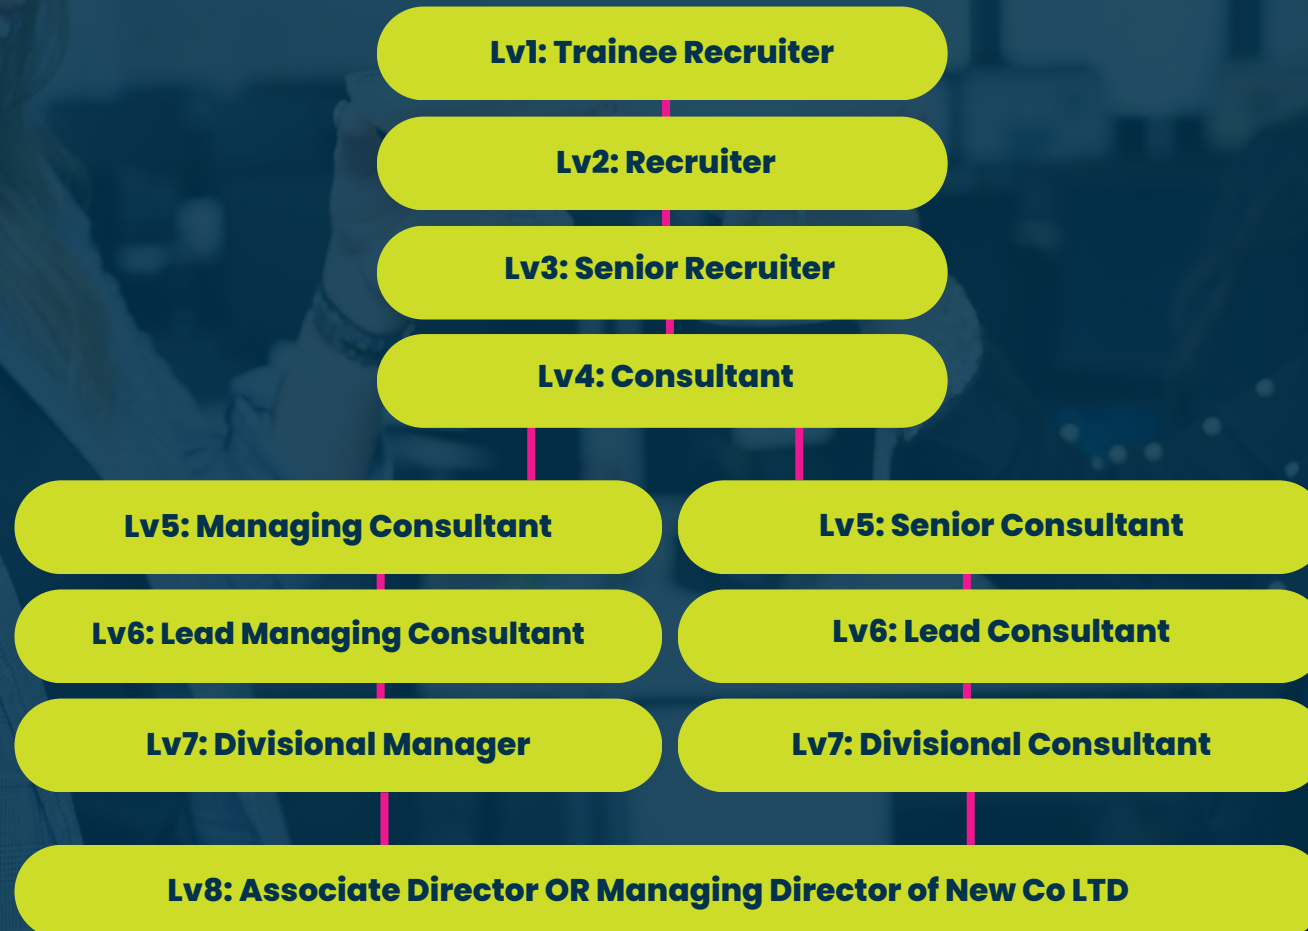 Lv1: Trainee Recruiter
Lv2: Recruiter
Lv3: Senior Recruiter
Lv4: Consultant
Lv5: Managing Consultant
Lv5: Senior Consultant
Lv6: Lead Managing Consultant
Lv6: Lead Consultant
Lv7: Divisional Manager
Lv7: Divisional Consultant
Lv8: Associate Director OR Managing Director of New Co LTD